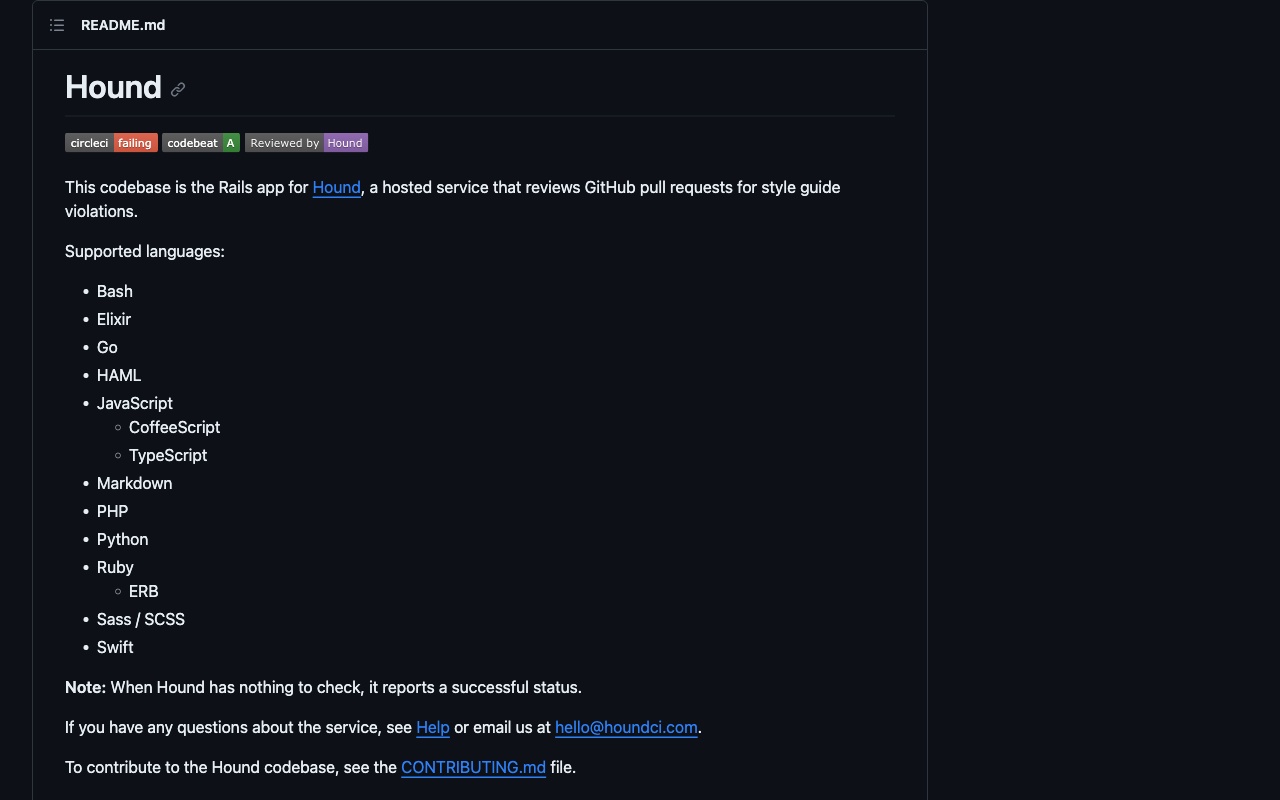 README.md
Hound
circleci failing codebeat A Reviewed by Hound
This codebase is the Rails app for Hound, a hosted service that reviews GitHub pull requests for style guide
violations.
Supported languages:
Bash
Elixir
Go
HAML
JavaScript
CoffeeScript
TypeScript
Markdown
PHP
Python
Ruby
ERB
Sass / SCSS
Swift
Note: When Hound has nothing to check, it reports a successful status.
If you have any questions about the service, see Help or email us at hello@houndci.com.
To contribute to the Hound codebase, see the CONTRIBUTING.md file.